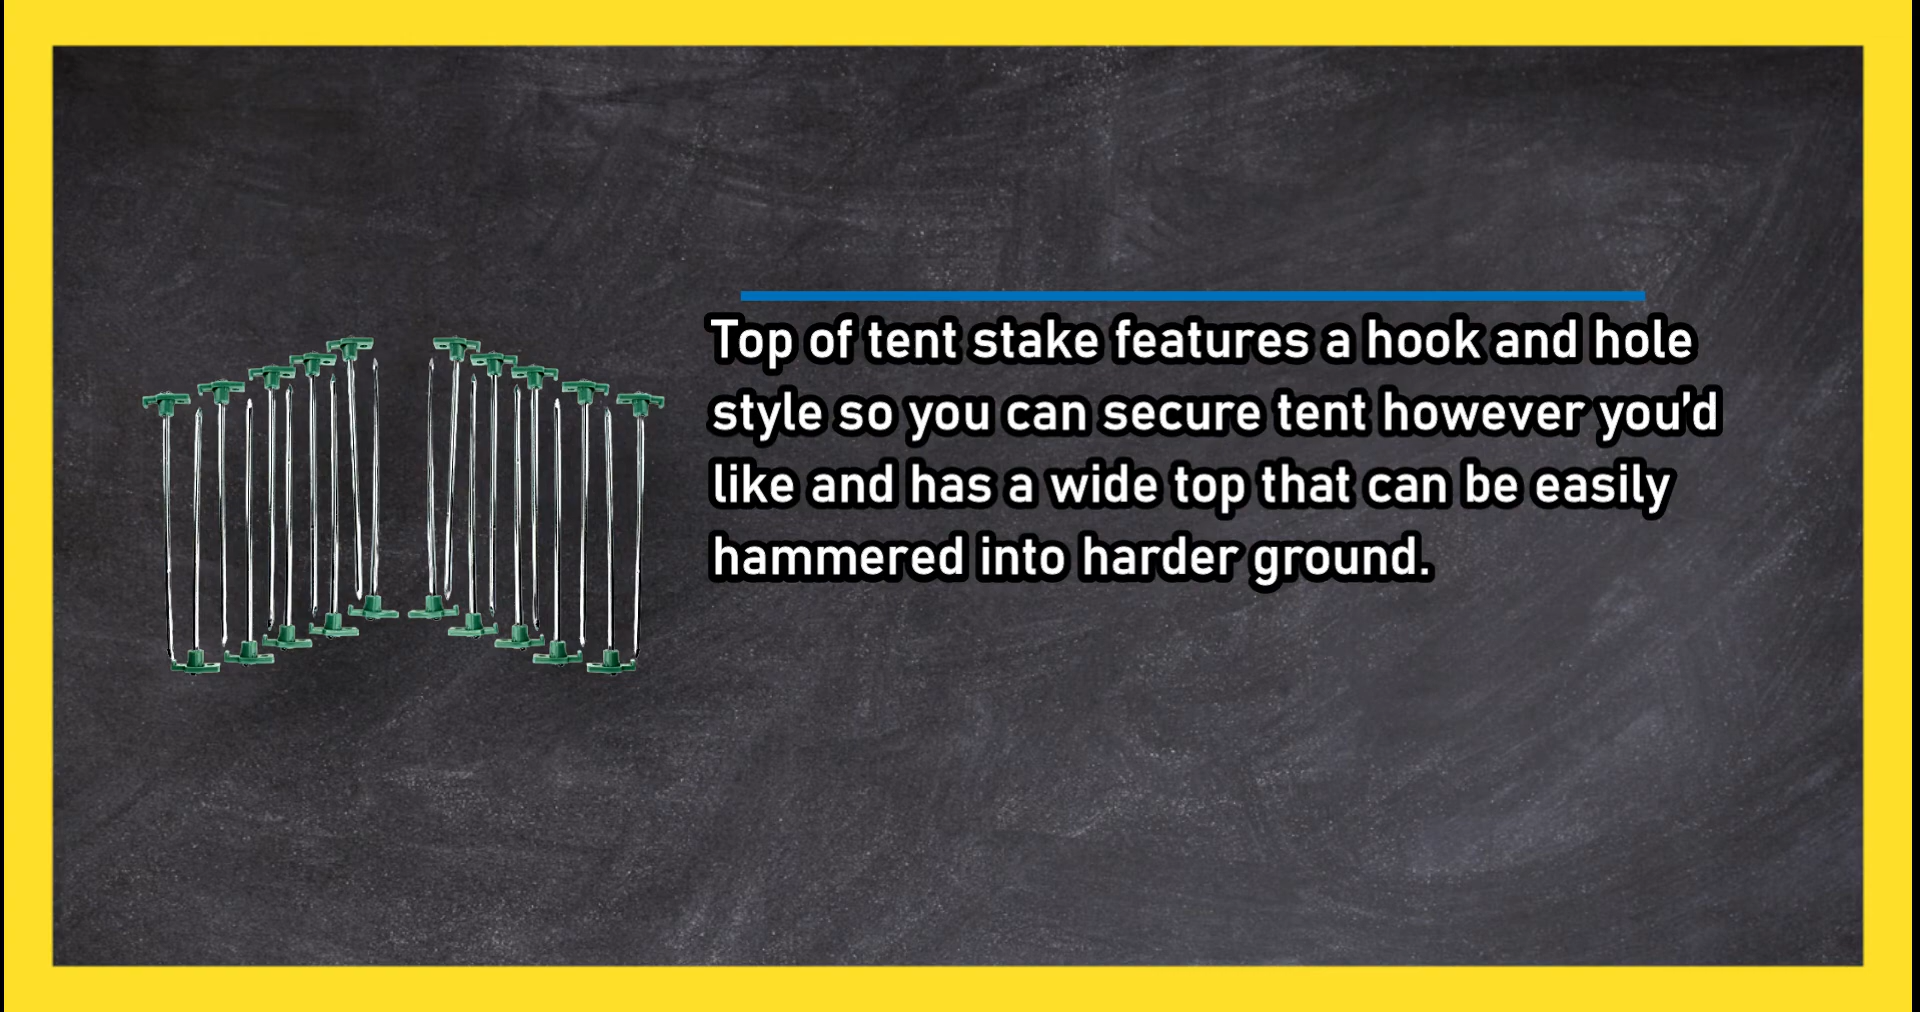 Top of tent stake features a hook and hole
style so you can secure tent however you'd
like and has a wide top that can be easily
hammered into harder ground.